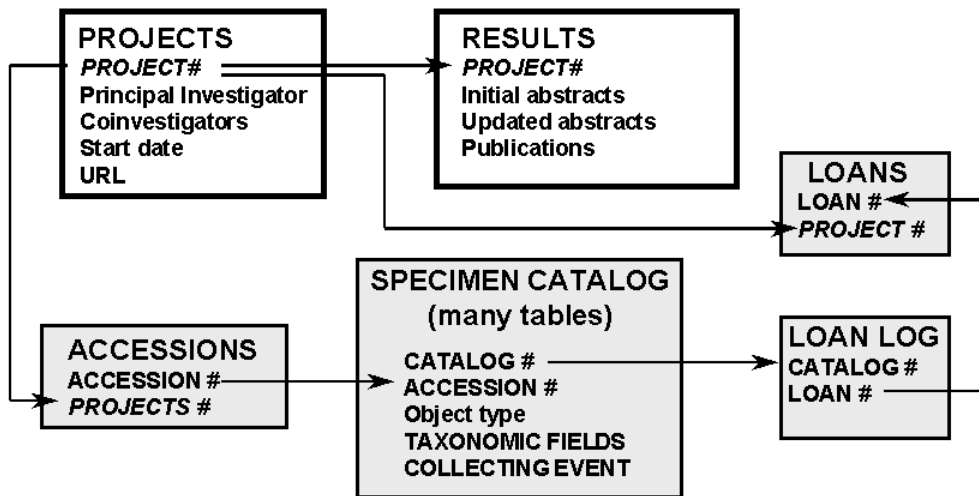 PROJECTS
PROJECT#
Principal Investigator
Coinvestigators
Start date
URL
RESULTS
PROJECT#
Initial abstracts
Updated abstracts
Publications
LOANS
LOAN #
PROJECT #
ACCESSIONS
ACCESSION #
PROJECTS #
SPECIMEN CATALOG
(many tables)
CATALOG #
ACCESSION #
Object type
TAXONOMIC FIELDS
COLLECTING EVENT
LOAN LOG
CATALOG #
LOAN #